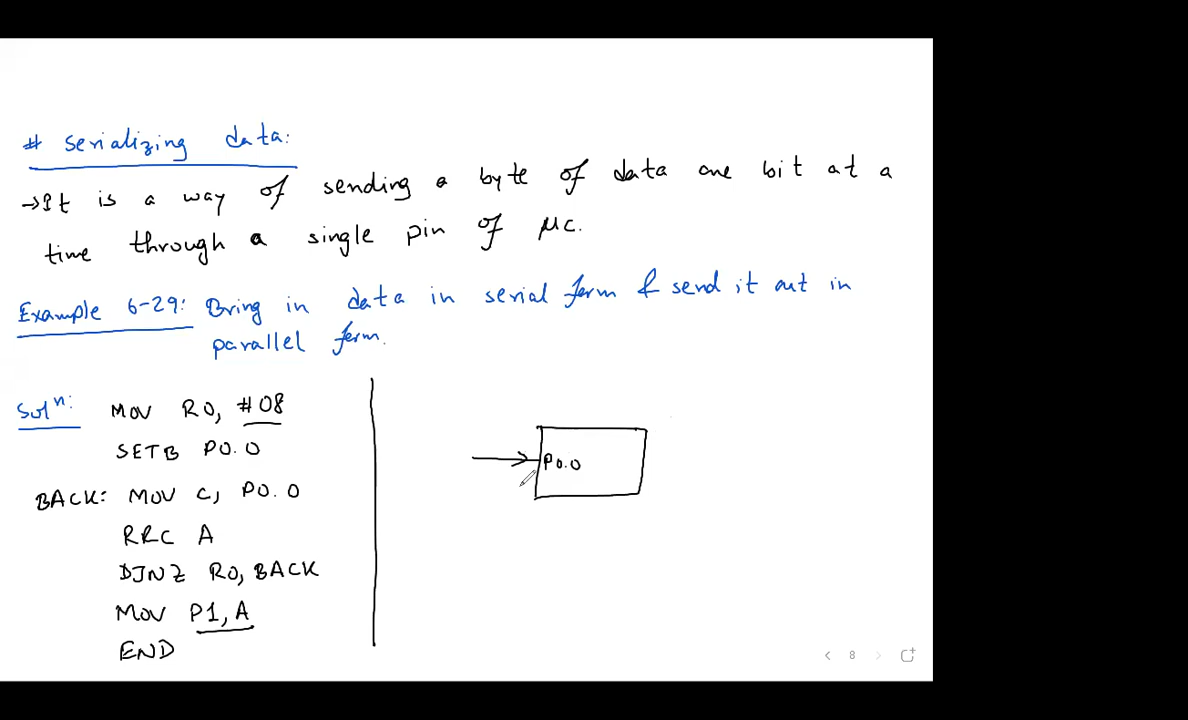 # Serializing data:
→It is a way of sending a byte of data one bit at a
time through a single pin of μc.
Example 6-29: Bring in data in serial form & send it out in
parallel form.
Solⁿ: MOV R0, #08
SETB P0.0
BACK: MOV C, P0.0
RRC A
DJNZ R0, BACK
MOV P1, A
END
P0.0
8